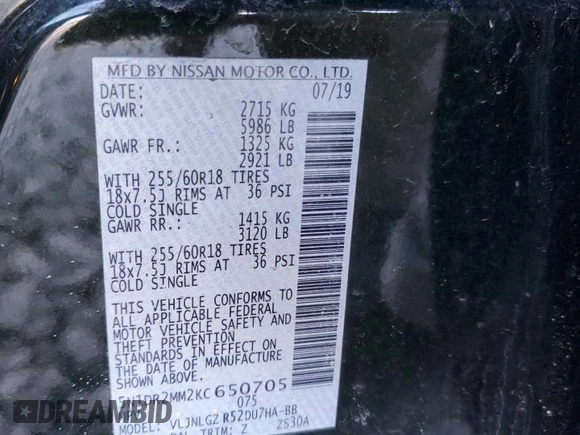 MFD BY NISSAN MOTOR CO., LTD.
DATE: 07/19
GVWR: 2715 KG
5986 LB
GAWR FR.: 1325 KG
2921 LB
WITH 255/60R18 TIRES
18x7.5J RIMS AT 36 PSI
COLD SINGLE
GAWR RR.: 1415 KG
3120 LB
WITH 255/60R18 TIRES
18x7.5J RIMS AT 36 PSI
COLD SINGLE
THIS VEHICLE CONFORMS TO
ALL APPLICABLE FEDERAL
MOTOR VEHICLE SAFETY AND
THEFT PREVENTION
STANDARDS IN EFFECT ON
THE DATE OF MANUFACTURE
SHOWN ABOVE.
5N1DR2MM2KC650705
075
MODEL: VLJNLGZ R52DU7HA-BB
TRIM: Z ZS30A
DREAMBID